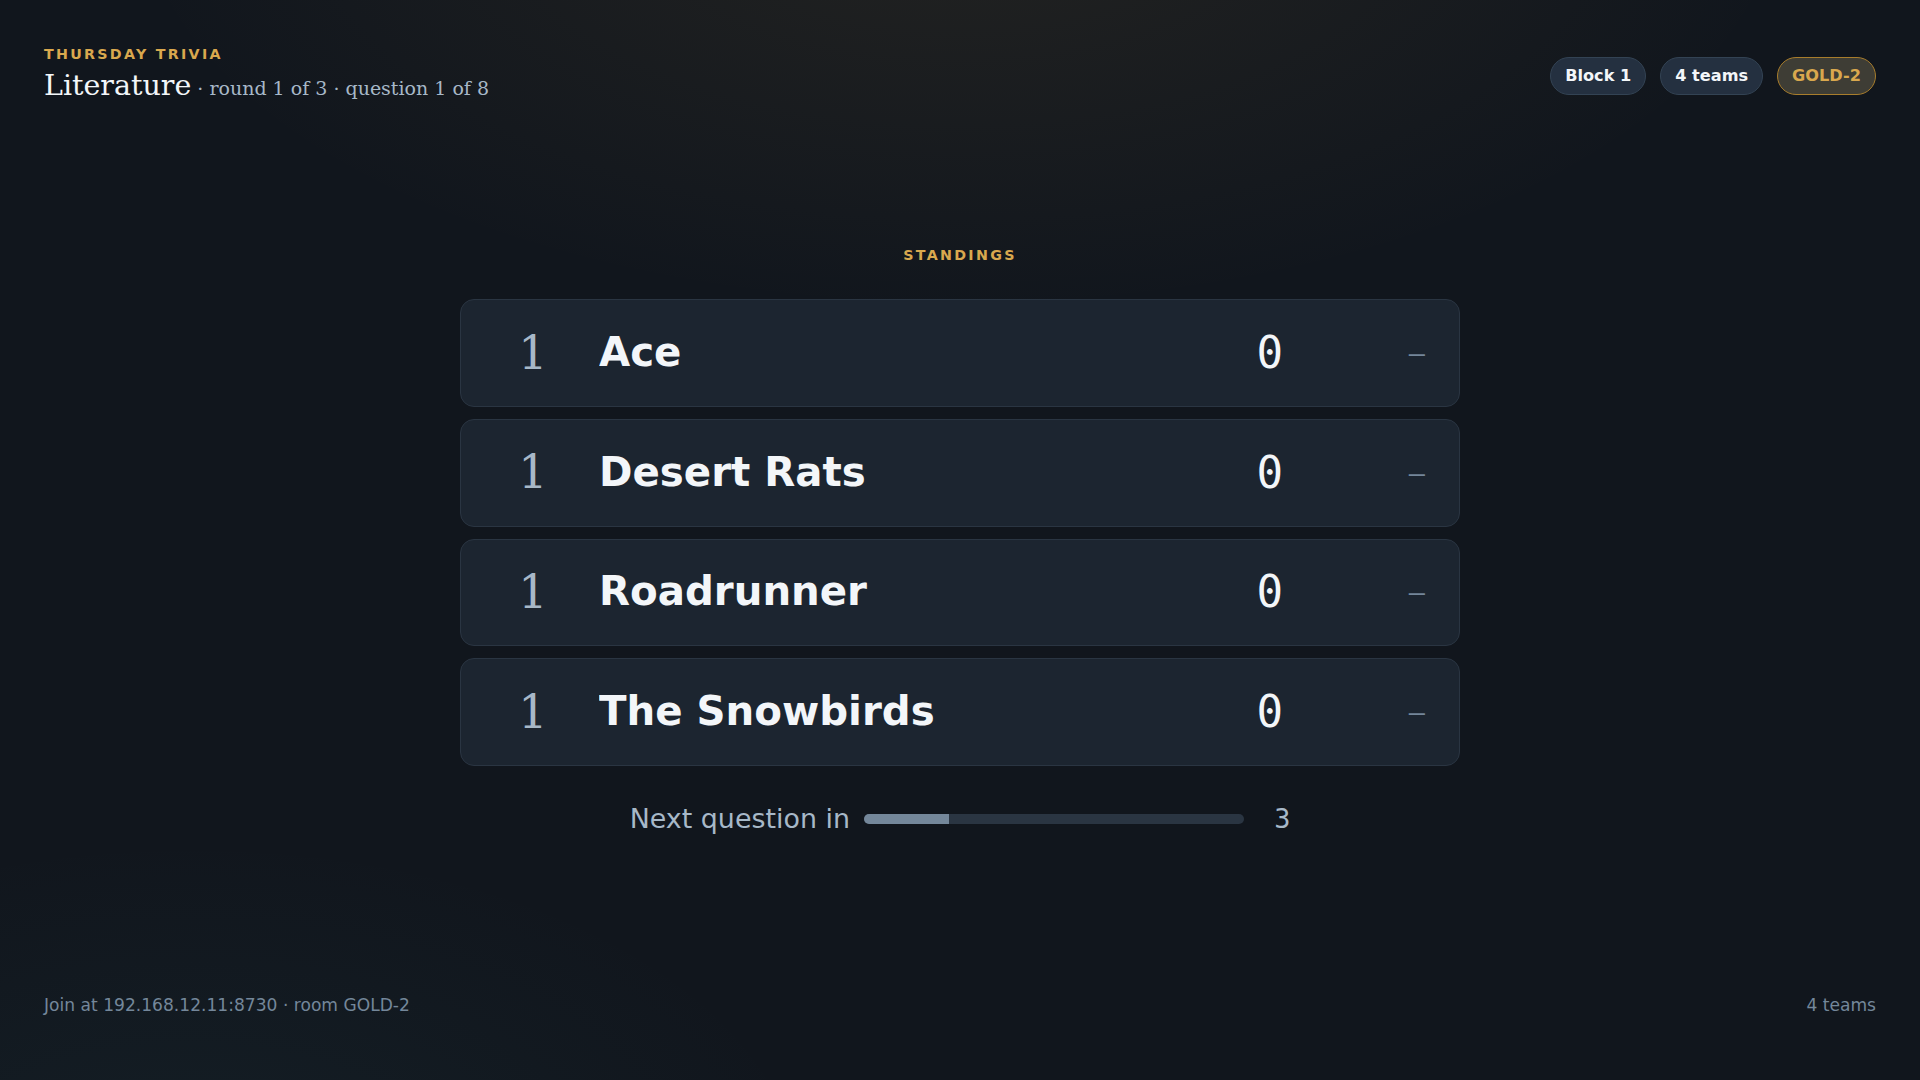 THURSDAY TRIVIA
Literature · round 1 of 3 · question 1 of 8
Block 1
4 teams
GOLD-2
STANDINGS
1 Ace 0 –
1 Desert Rats 0 –
1 Roadrunner 0 –
1 The Snowbirds 0 –
Next question in 3
Join at 192.168.12.11:8730 · room GOLD-2
4 teams